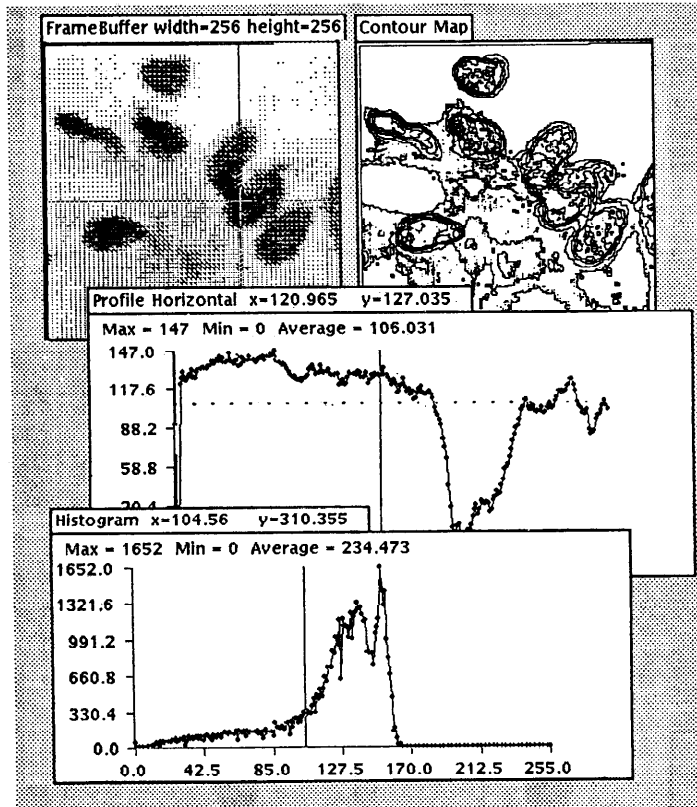 FrameBuffer width=256 height=256
Contour Map
Profile Horizontal x=120.965 y=127.035
Max = 147 Min = 0 Average = 106.031
147.0
117.6
88.2
58.8
Histogram x=104.56 y=310.355
Max = 1652 Min = 0 Average = 234.473
1652.0
1321.6
991.2
660.8
330.4
0.0
0.0 42.5 85.0 127.5 170.0 212.5 255.0